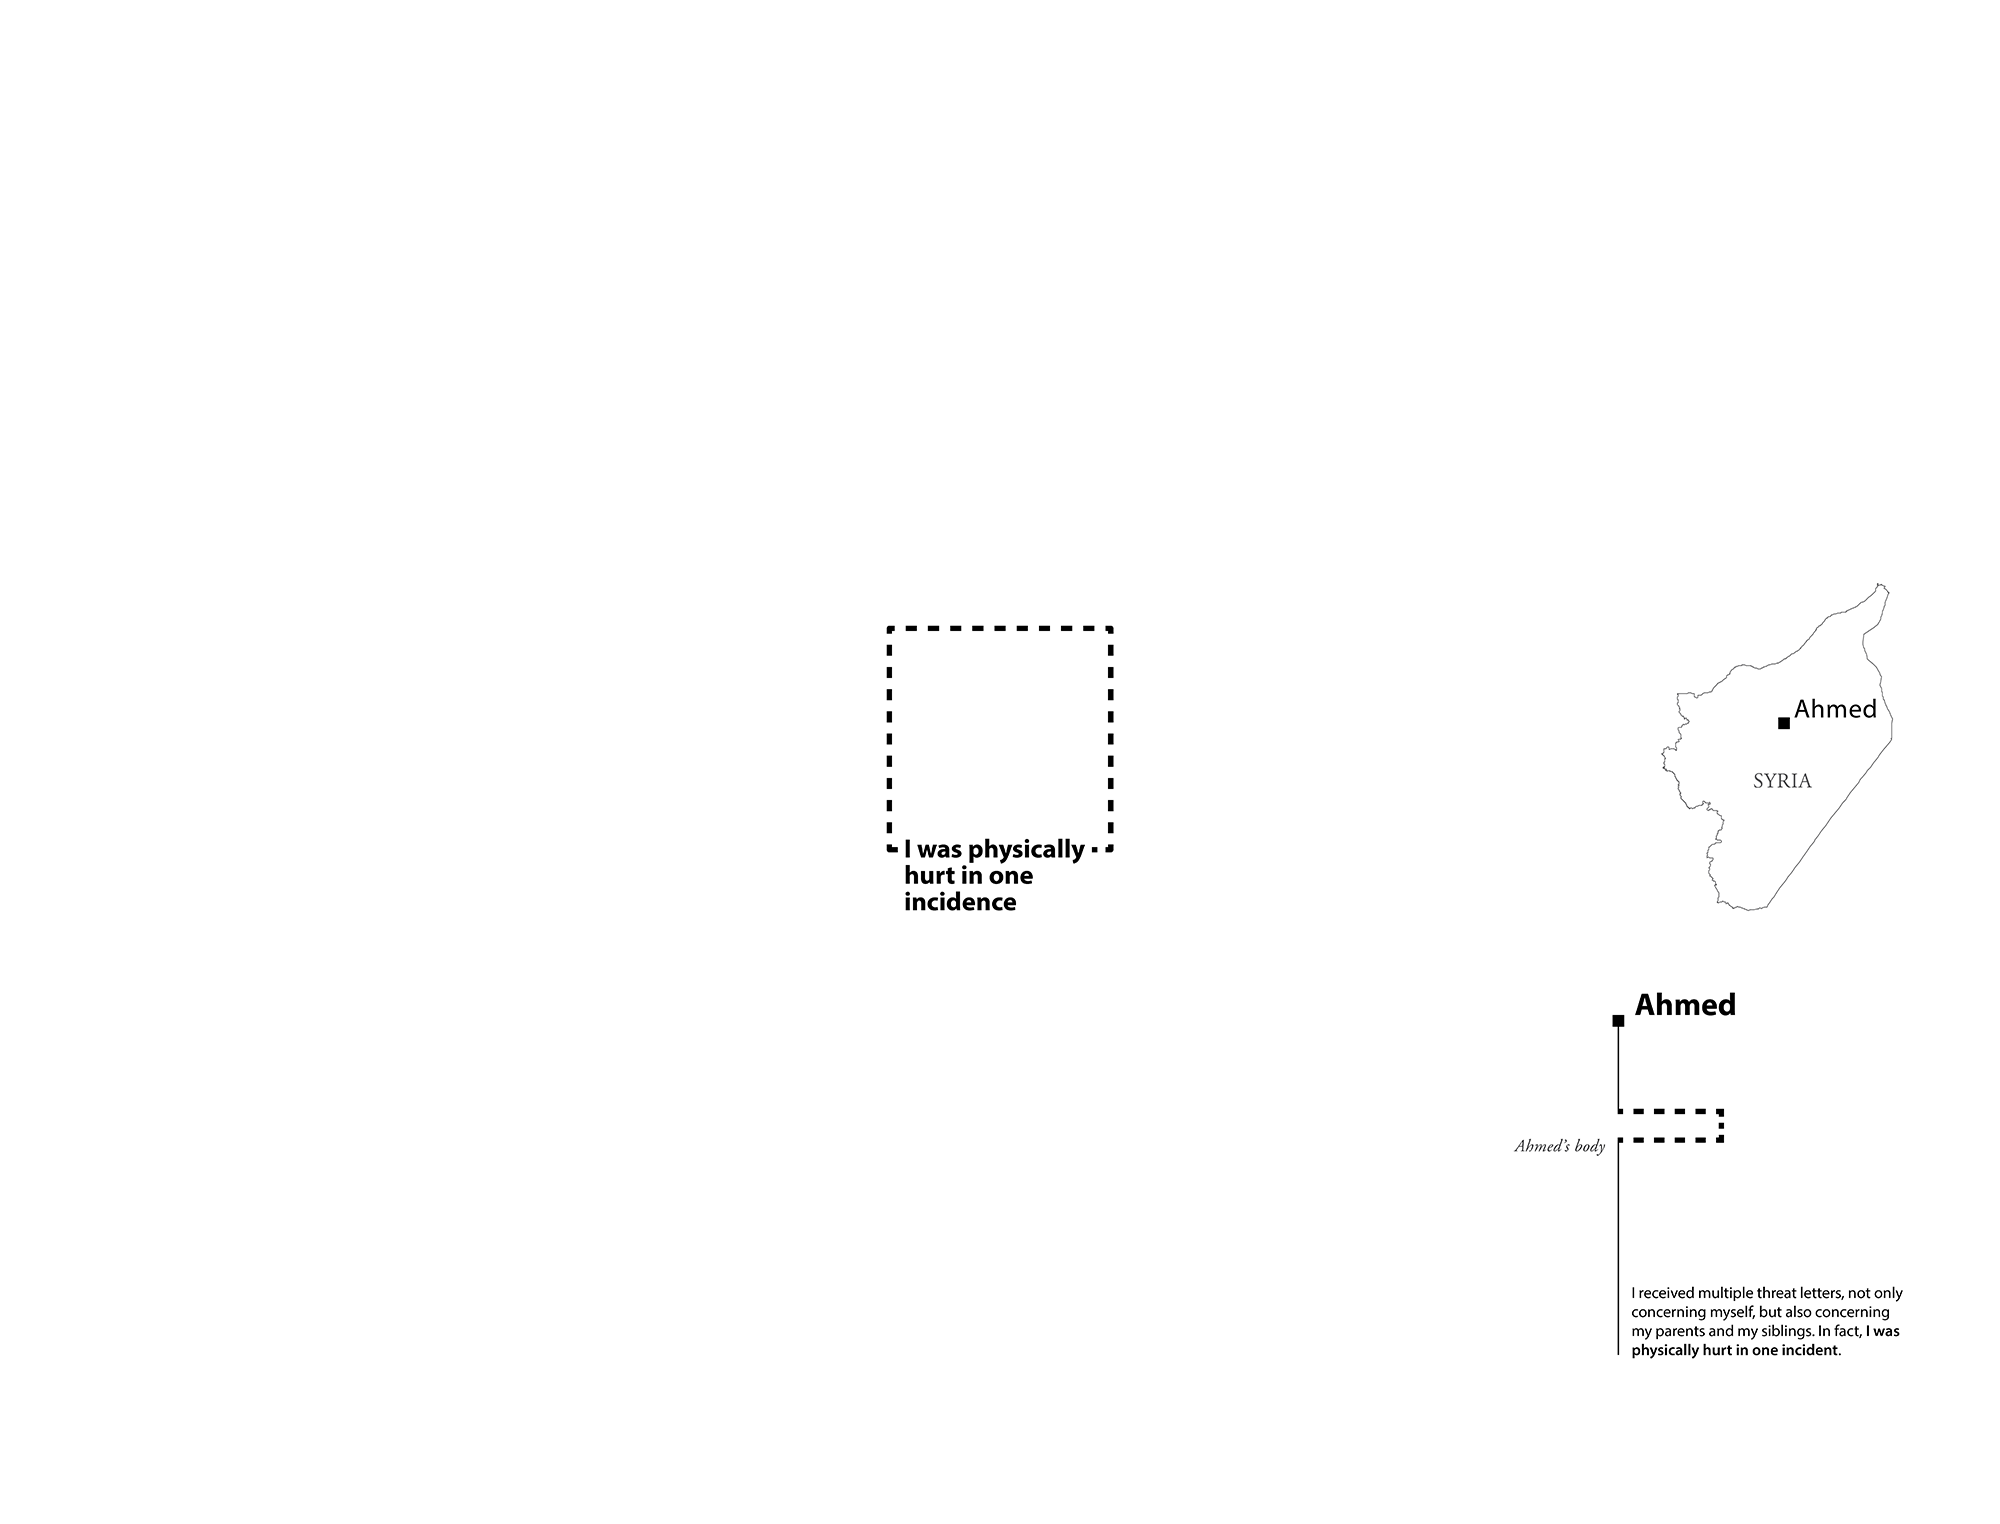 I was physically
hurt in one
incidence
Ahmed
SYRIA
Ahmed
Ahmed's body
I received multiple threat letters, not only
concerning myself, but also concerning
my parents and my siblings. In fact, I was
physically hurt in one incident.